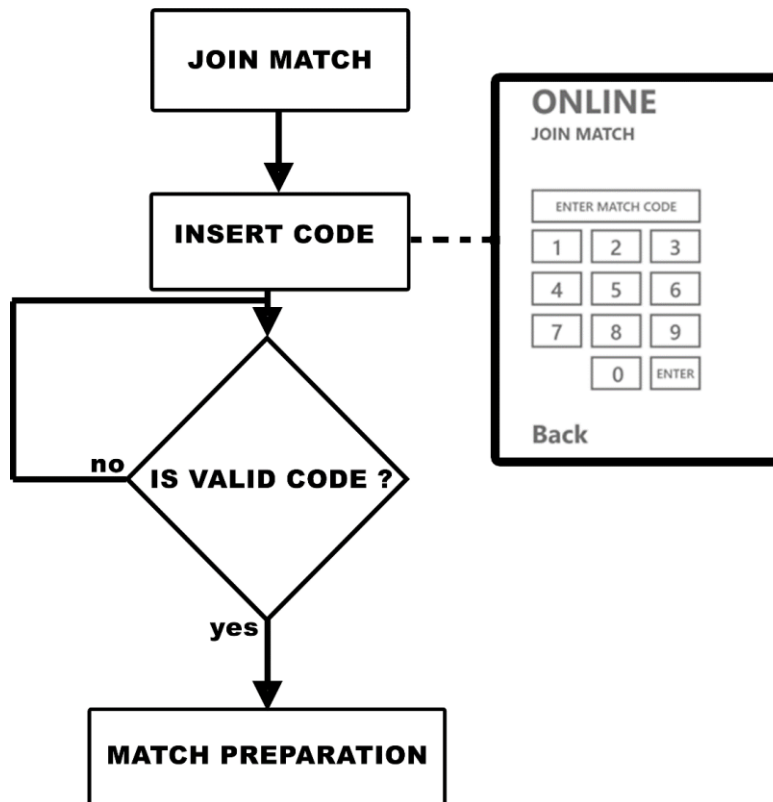 JOIN MATCH
INSERT CODE
no
IS VALID CODE ?
yes
MATCH PREPARATION
ONLINE
JOIN MATCH
ENTER MATCH CODE
1 2 3
4 5 6
7 8 9
0 ENTER
Back